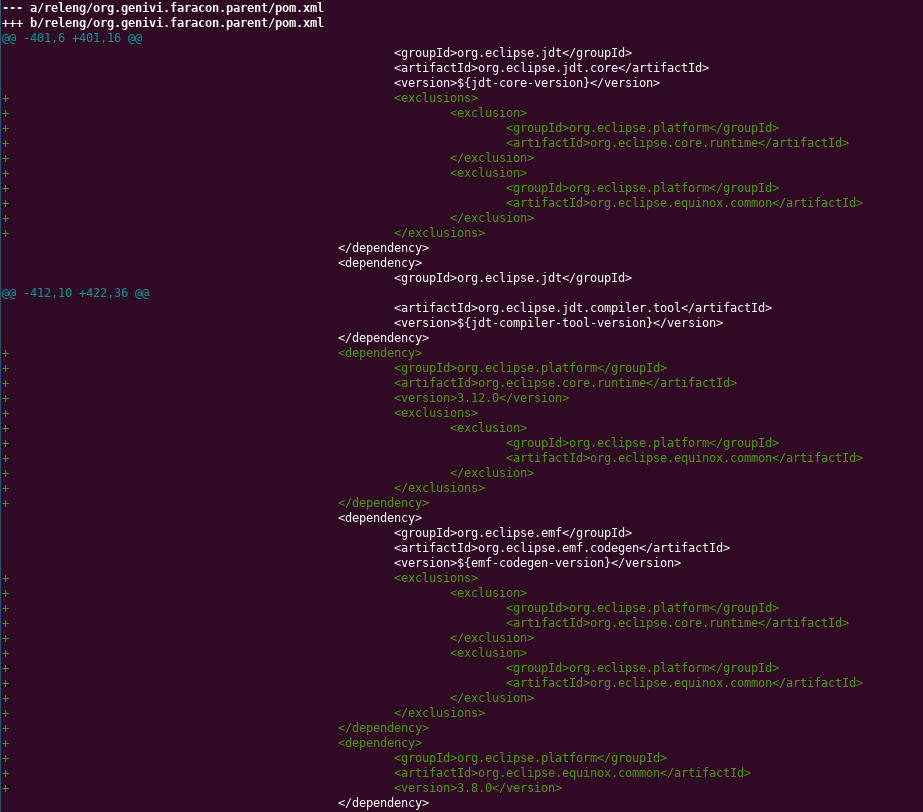 --- a/releng/org.genivi.faracon.parent/pom.xml
+++ b/releng/org.genivi.faracon.parent/pom.xml
@@ -401,6 +401,16 @@
<groupId>org.eclipse.jdt</groupId>
<artifactId>org.eclipse.jdt.core</artifactId>
<version>${jdt-core-version}</version>
+ <exclusions>
+ <exclusion>
+ <groupId>org.eclipse.platform</groupId>
+ <artifactId>org.eclipse.core.runtime</artifactId>
+ </exclusion>
+ <exclusion>
+ <groupId>org.eclipse.platform</groupId>
+ <artifactId>org.eclipse.equinox.common</artifactId>
+ </exclusion>
+ </exclusions>
</dependency>
<dependency>
<groupId>org.eclipse.jdt</groupId>
@@ -412,10 +422,36 @@
<artifactId>org.eclipse.jdt.compiler.tool</artifactId>
<version>${jdt-compiler-tool-version}</version>
</dependency>
+ <dependency>
+ <groupId>org.eclipse.platform</groupId>
+ <artifactId>org.eclipse.core.runtime</artifactId>
+ <version>3.12.0</version>
+ <exclusions>
+ <exclusion>
+ <groupId>org.eclipse.platform</groupId>
+ <artifactId>org.eclipse.equinox.common</artifactId>
+ </exclusion>
+ </exclusions>
+ </dependency>
<dependency>
<groupId>org.eclipse.emf</groupId>
<artifactId>org.eclipse.emf.codegen</artifactId>
<version>${emf-codegen-version}</version>
+ <exclusions>
+ <exclusion>
+ <groupId>org.eclipse.platform</groupId>
+ <artifactId>org.eclipse.core.runtime</artifactId>
+ </exclusion>
+ <exclusion>
+ <groupId>org.eclipse.platform</groupId>
+ <artifactId>org.eclipse.equinox.common</artifactId>
+ </exclusion>
+ </exclusions>
+ </dependency>
+ <dependency>
+ <groupId>org.eclipse.platform</groupId>
+ <artifactId>org.eclipse.equinox.common</artifactId>
+ <version>3.8.0</version>
</dependency>